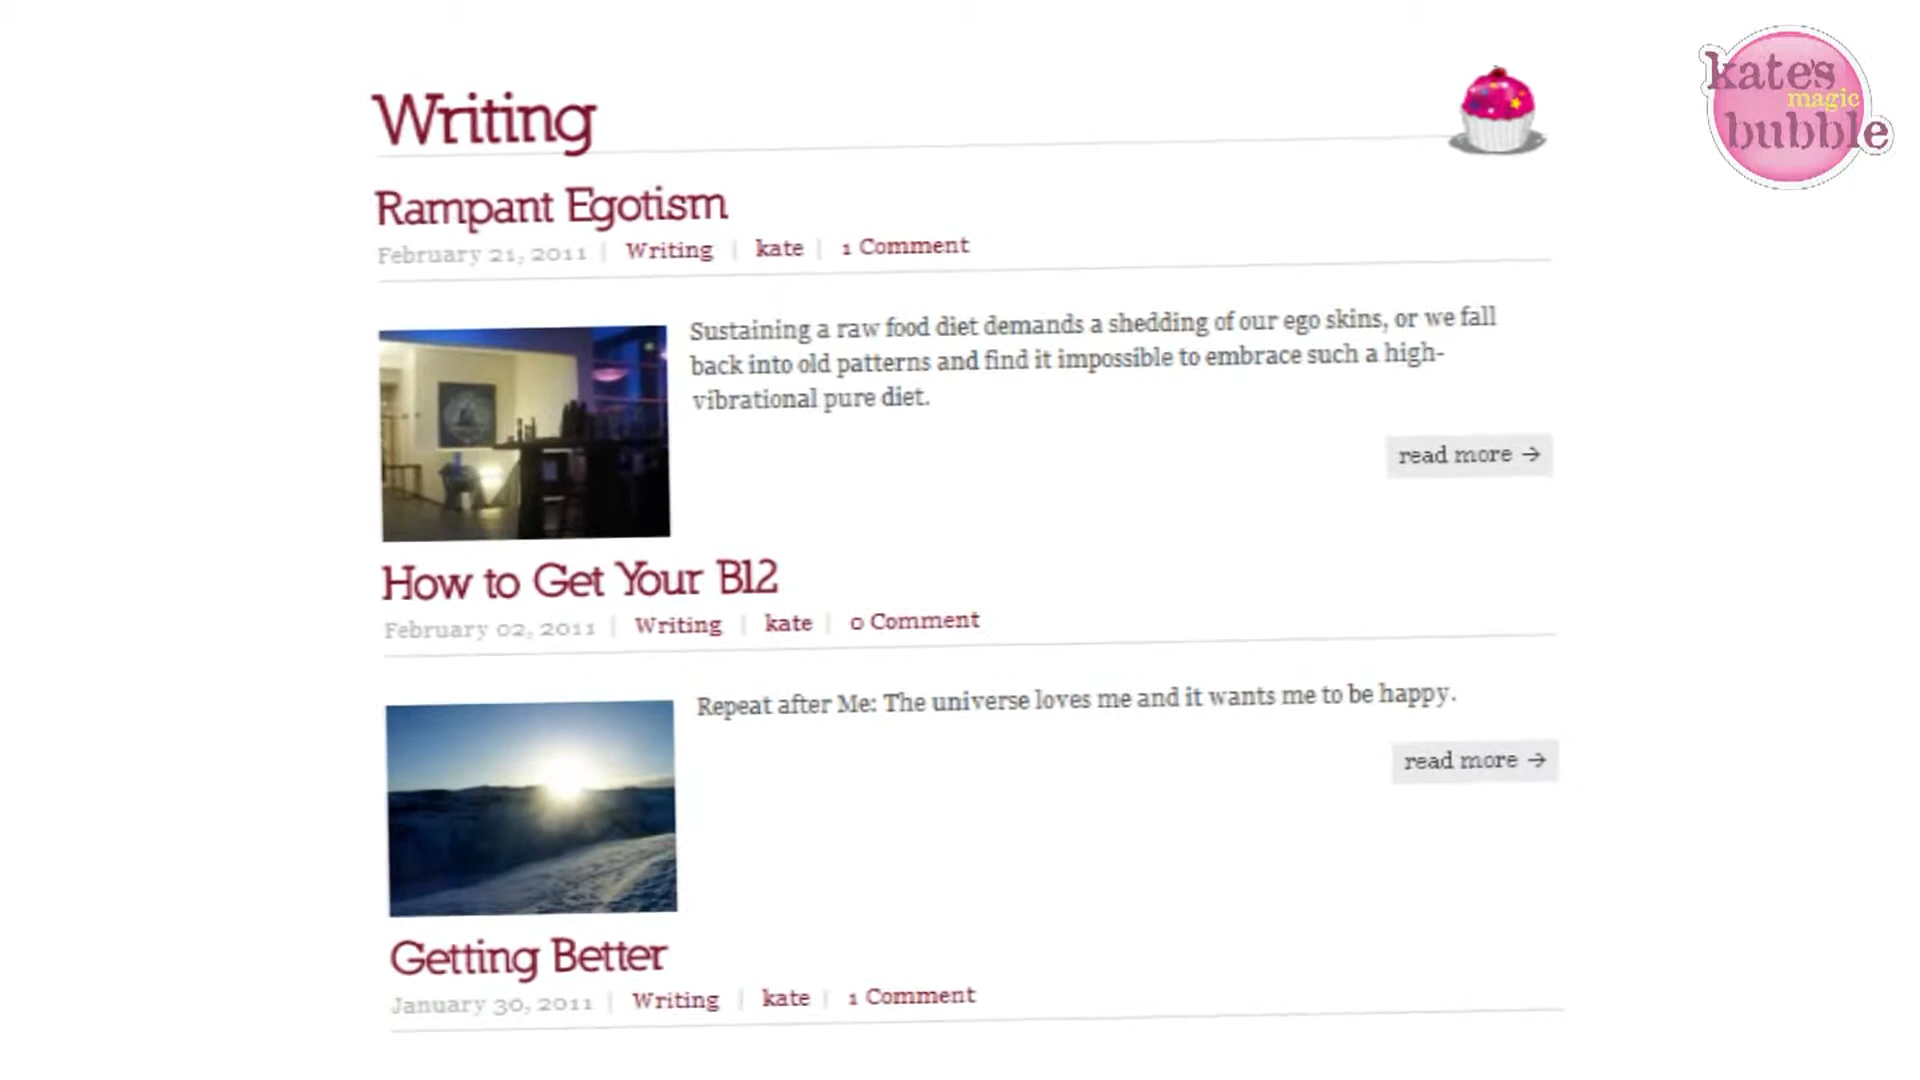 kate's
magic
bubble
Writing
Rampant Egotism
February 21, 2011 | Writing | kate | 1 Comment
Sustaining a raw food diet demands a shedding of our ego skins, or we fall
back into old patterns and find it impossible to embrace such a high-
vibrational pure diet.
read more →
How to Get Your B12
February 02, 2011 | Writing | kate | 0 Comment
Repeat after Me: The universe loves me and it wants me to be happy.
read more →
Getting Better
January 30, 2011 | Writing | kate | 1 Comment